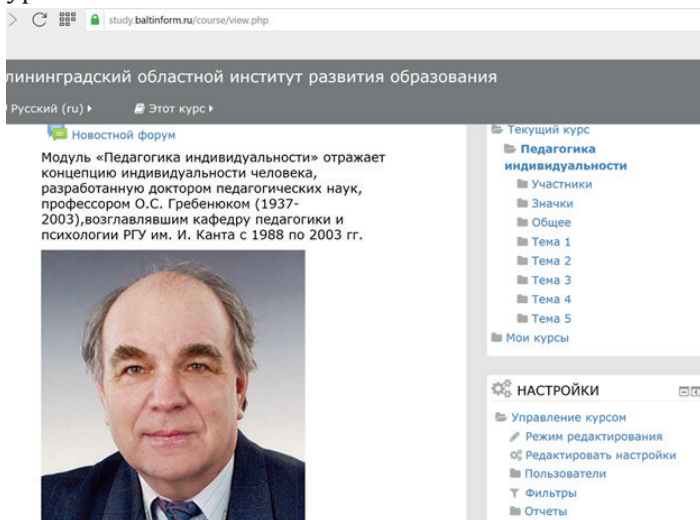 study.baltinform.ru/course/view.php
лининградский областной институт развития образования
Русский (ru)
Этот курс
Новостной форум
Модуль «Педагогика индивидуальности» отражает
концепцию индивидуальности человека,
разработанную доктором педагогических наук,
профессором О.С. Гребенюком (1937-
2003),возглавлявшим кафедру педагогики и
психологии РГУ им. И. Канта с 1988 по 2003 гг.
Текущий курс
Педагогика
индивидуальности
Участники
Значки
Общее
Тема 1
Тема 2
Тема 3
Тема 4
Тема 5
Мои курсы
НАСТРОЙКИ
Управление курсом
Режим редактирования
Редактировать настройки
Пользователи
Фильтры
Отчеты